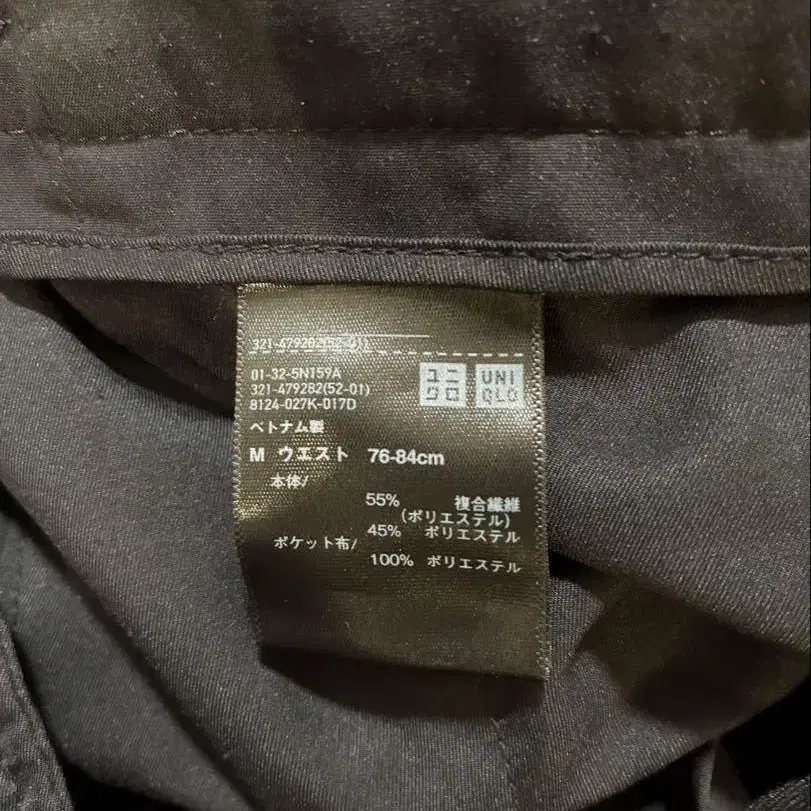 321-479282(52-01)
01-32-5N159A
321-479282(52-01)
8124-027K-017D
ユニ
クロ
UNI
QLO
ベトナム製
M ウエスト 76-84cm
本体/
55% 複合繊維
(ポリエステル)
45% ポリエステル
ポケット布/
100% ポリエステル